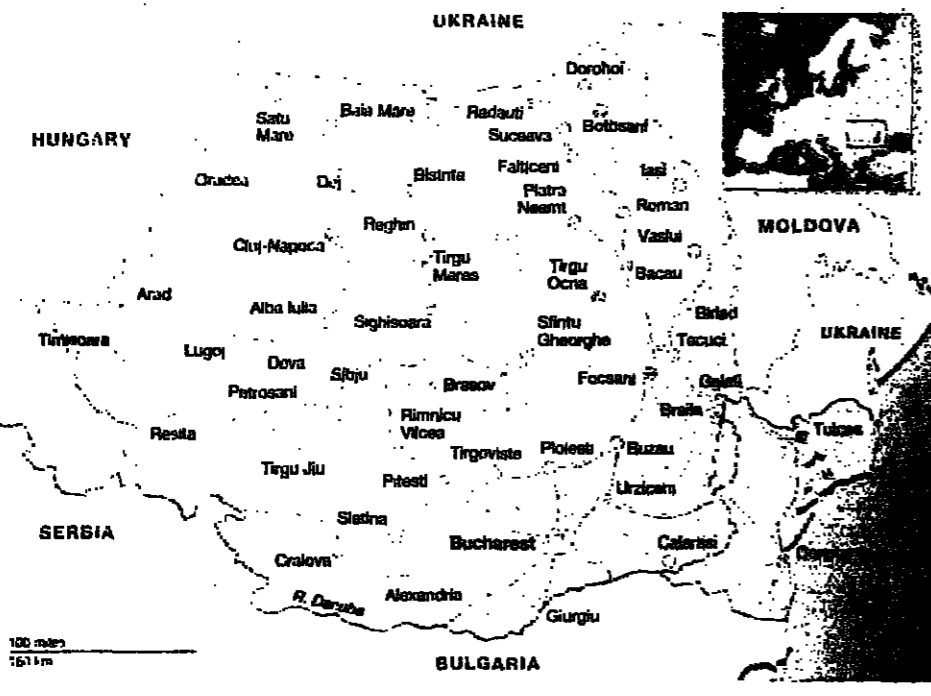 UKRAINE
Dorohoi
Satu
Mare
Baia Mare
Radauti
Suceava
Botosani
HUNGARY
Oradea
Dej
Bistrita
Falticeni
Piatra
Neamt
Iasi
Roman
Reghin
Cluj-Napoca
Vaslui
MOLDOVA
Tirgu
Mures
Tirgu
Ocna
Bacau
Arad
Alba Iulia
Sighisoara
Sfintu
Gheorghe
Birlad
Tecuci
UKRAINE
Timisoara
Lugoj
Deva
Sibiu
Petrosani
Brasov
Focsani
Galati
Braila
Resita
Rimnicu
Vilcea
Tulcea
Tirgoviste
Ploiesti
Buzau
Tirgu Jiu
Pitesti
Urziceni
SERBIA
Slatina
Bucharest
Calarasi
Craiova
R. Danube
Alexandria
Giurgiu
100 miles
160 km
BULGARIA